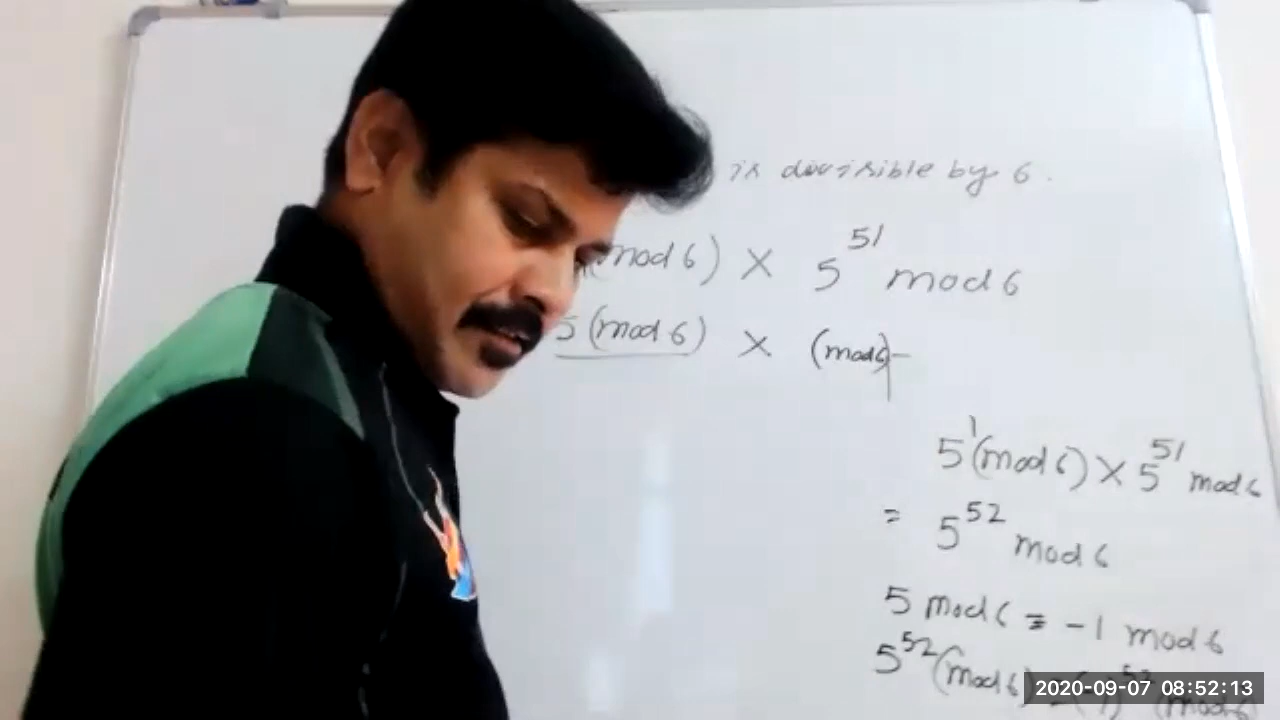 is divisible by 6.
(mod 6) × 5^51 mod 6
5 (mod 6) × (mod 6)
5^1 (mod 6) × 5^51 mod 6
= 5^52 mod 6
5 mod 6 ≡ -1 mod 6
5^52 (mod 6)
2020-09-07 08:52:13